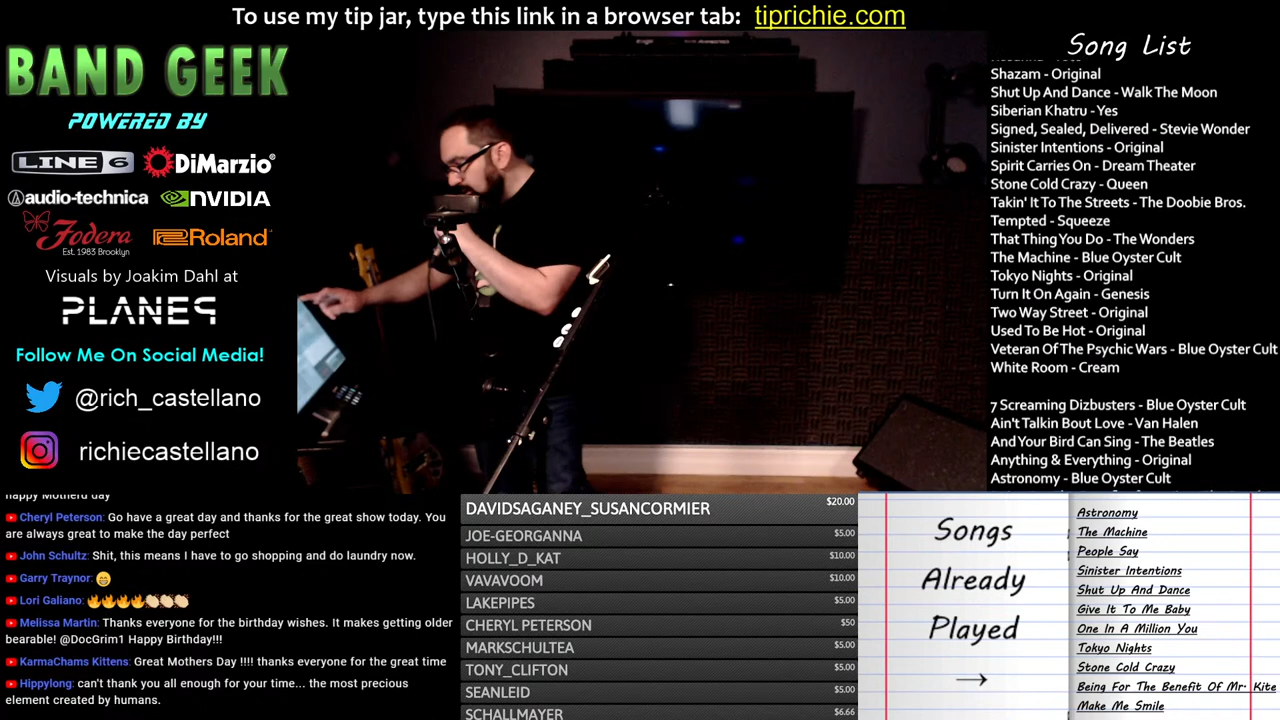 To use my tip jar, type this link in a browser tab: tiprichie.com
BAND GEEK
POWERED BY
LINE 6 DiMarzio®
audio-technica NVIDIA
Fodera
Est. 1983 Brooklyn
Roland
Visuals by Joakim Dahl at
PLANE9
Follow Me On Social Media!
@rich_castellano
richiecastellano
Song List
Shazam - Original
Shut Up And Dance - Walk The Moon
Siberian Khatru - Yes
Signed, Sealed, Delivered - Stevie Wonder
Sinister Intentions - Original
Spirit Carries On - Dream Theater
Stone Cold Crazy - Queen
Takin' It To The Streets - The Doobie Bros.
Tempted - Squeeze
That Thing You Do - The Wonders
The Machine - Blue Oyster Cult
Tokyo Nights - Original
Turn It On Again - Genesis
Two Way Street - Original
Used To Be Hot - Original
Veteran Of The Psychic Wars - Blue Oyster Cult
White Room - Cream
7 Screaming Dizbusters - Blue Oyster Cult
Ain't Talkin Bout Love - Van Halen
And Your Bird Can Sing - The Beatles
Anything & Everything - Original
Astronomy - Blue Oyster Cult
happy Motherd day
Cheryl Peterson: Go have a great day and thanks for the great show today. You
are always great to make the day perfect
John Schultz: Shit, this means I have to go shopping and do laundry now.
Garry Traynor: 😁
Lori Galiano: 🔥🔥🔥🔥👏🏻👏🏻👏🏻
Melissa Martin: Thanks everyone for the birthday wishes. It makes getting older
bearable! @DocGrim1 Happy Birthday!!!
KarmaChams Kittens: Great Mothers Day !!!! thanks everyone for the great time
Hippylong: can't thank you all enough for your time... the most precious
element created by humans.
DAVIDSAGANEY_SUSANCORMIER $20.00
JOE-GEORGANNA $5.00
HOLLY_D_KAT $10.00
VAVAVOOM $10.00
LAKEPIPES $5.00
CHERYL PETERSON $50
MARKSCHULTEA $5.00
TONY_CLIFTON $5.00
SEANLEID $5.00
SCHALLMAYER $6.66
Songs
Already
Played
→
Astronomy
The Machine
People Say
Sinister Intentions
Shut Up And Dance
Give It To Me Baby
One In A Million You
Tokyo Nights
Stone Cold Crazy
Being For The Benefit Of Mr. Kite
Make Me Smile